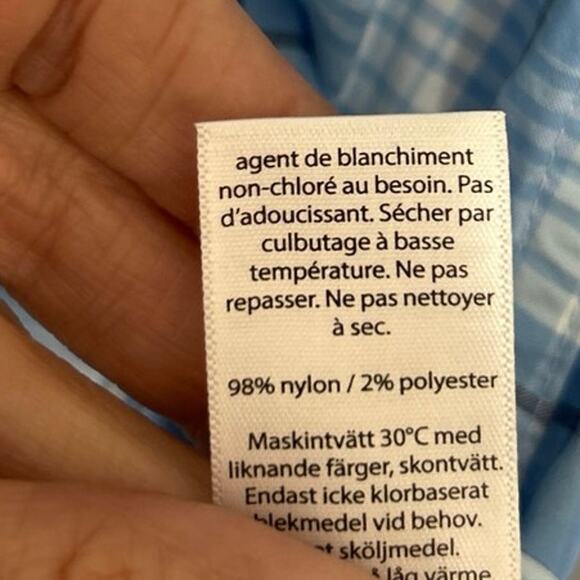 agent de blanchiment
non-chloré au besoin. Pas
d'adoucissant. Sécher par
culbutage à basse
température. Ne pas
repasser. Ne pas nettoyer
à sec.
98% nylon / 2% polyester
Maskintvätt 30°C med
liknande färger, skontvätt.
Endast icke klorbaserat
blekmedel vid behov.
sköljmedel.
låg värme